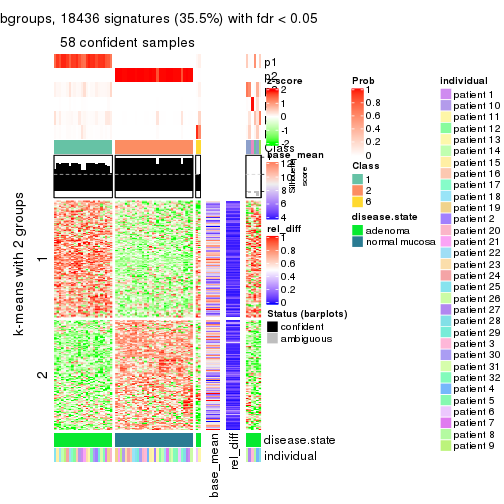 bgroups, 18436 signatures (35.5%) with fdr < 0.05
58 confident samples
p1
p2
Class
Silhouette
score
k-means with 2 groups
1
2
base_mean
rel_diff
disease.state
individual
z-score
2
1
0
-1
-2
base_mean
12
10
8
6
4
rel_diff
1
0.8
0.6
0.4
0.2
0
Status (barplots)
confident
ambiguous
Prob
1
0.8
0.6
0.4
0.2
0
Class
1
2
6
disease.state
adenoma
normal mucosa
individual
patient 1
patient 10
patient 11
patient 12
patient 13
patient 14
patient 15
patient 16
patient 17
patient 18
patient 19
patient 2
patient 20
patient 21
patient 22
patient 23
patient 24
patient 25
patient 26
patient 27
patient 28
patient 29
patient 3
patient 30
patient 31
patient 32
patient 4
patient 5
patient 6
patient 7
patient 8
patient 9